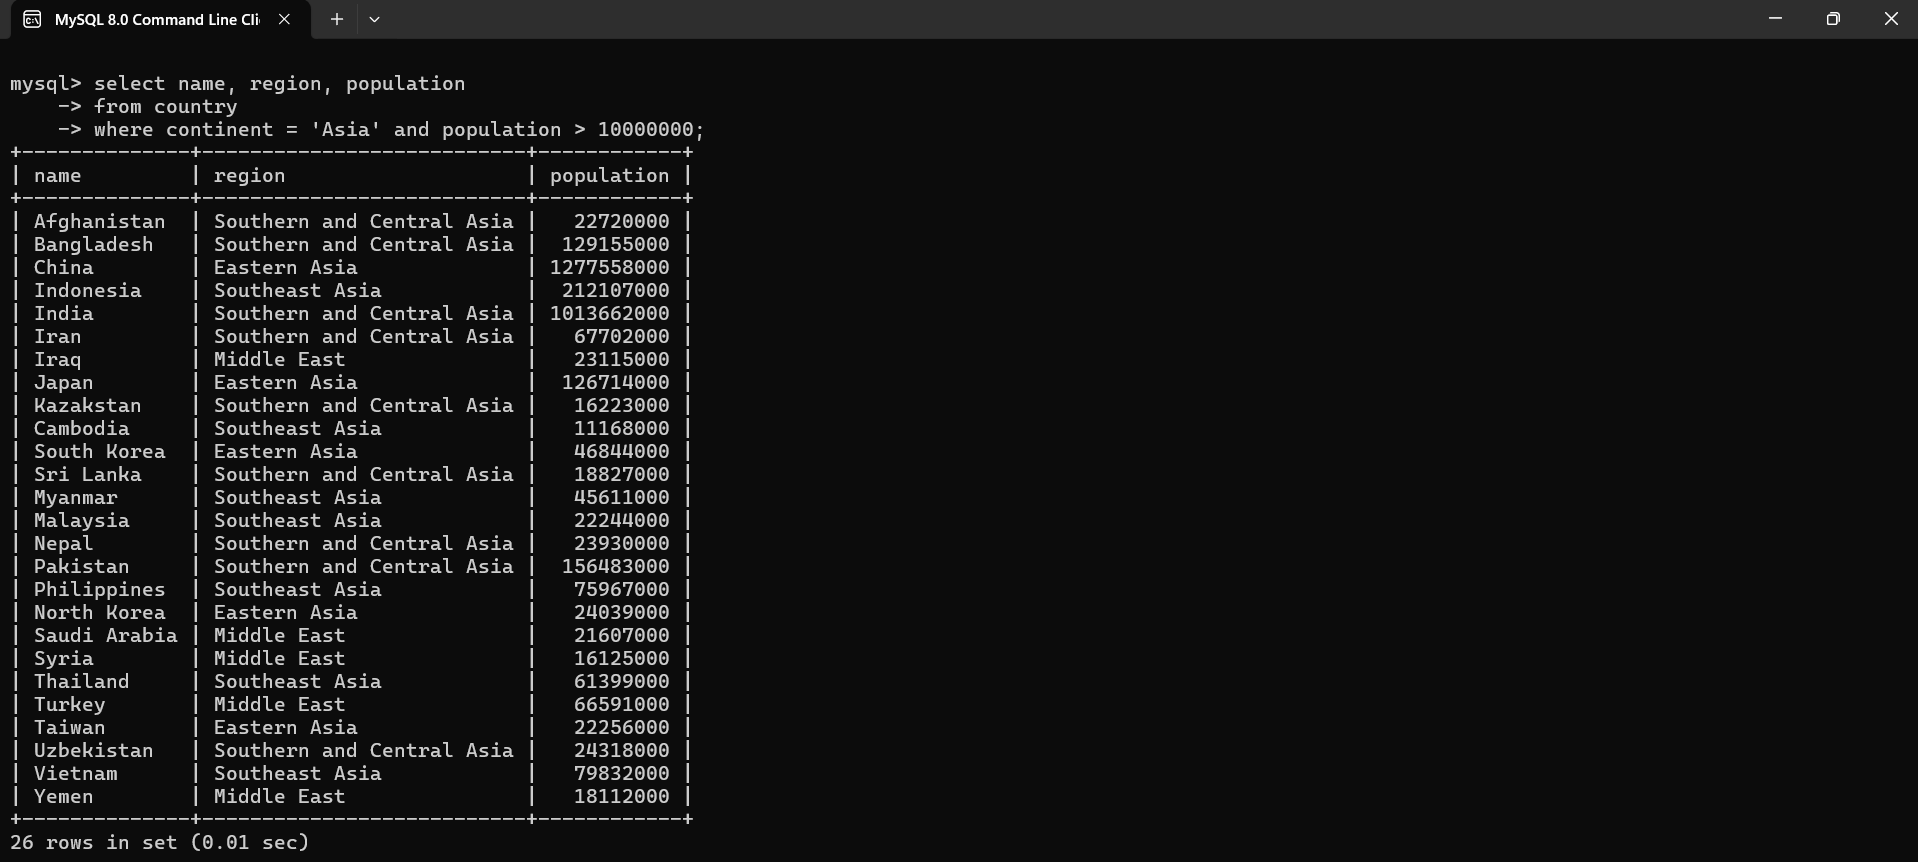 MySQL 8.0 Command Line Cli
mysql> select name, region, population
    -> from country
    -> where continent = 'Asia' and population > 10000000;
+--------------+---------------------------+------------+
| name         | region                    | population |
+--------------+---------------------------+------------+
| Afghanistan  | Southern and Central Asia |   22720000 |
| Bangladesh   | Southern and Central Asia |  129155000 |
| China        | Eastern Asia              | 1277558000 |
| Indonesia    | Southeast Asia            |  212107000 |
| India        | Southern and Central Asia | 1013662000 |
| Iran         | Southern and Central Asia |   67702000 |
| Iraq         | Middle East               |   23115000 |
| Japan        | Eastern Asia              |  126714000 |
| Kazakstan    | Southern and Central Asia |   16223000 |
| Cambodia     | Southeast Asia            |   11168000 |
| South Korea  | Eastern Asia              |   46844000 |
| Sri Lanka    | Southern and Central Asia |   18827000 |
| Myanmar      | Southeast Asia            |   45611000 |
| Malaysia     | Southeast Asia            |   22244000 |
| Nepal        | Southern and Central Asia |   23930000 |
| Pakistan     | Southern and Central Asia |  156483000 |
| Philippines  | Southeast Asia            |   75967000 |
| North Korea  | Eastern Asia              |   24039000 |
| Saudi Arabia | Middle East               |   21607000 |
| Syria        | Middle East               |   16125000 |
| Thailand     | Southeast Asia            |   61399000 |
| Turkey       | Middle East               |   66591000 |
| Taiwan       | Eastern Asia              |   22256000 |
| Uzbekistan   | Southern and Central Asia |   24318000 |
| Vietnam      | Southeast Asia            |   79832000 |
| Yemen        | Middle East               |   18112000 |
+--------------+---------------------------+------------+
26 rows in set (0.01 sec)